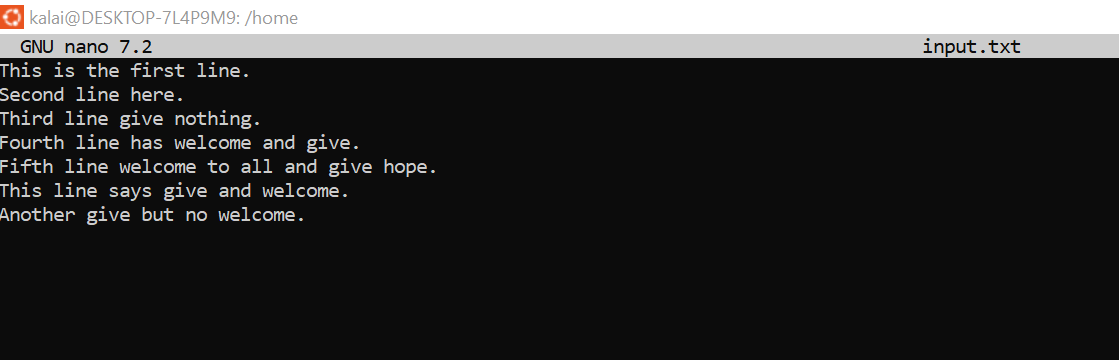 kalai@DESKTOP-7L4P9M9: /home
GNU nano 7.2 input.txt
This is the first line.
Second line here.
Third line give nothing.
Fourth line has welcome and give.
Fifth line welcome to all and give hope.
This line says give and welcome.
Another give but no welcome.